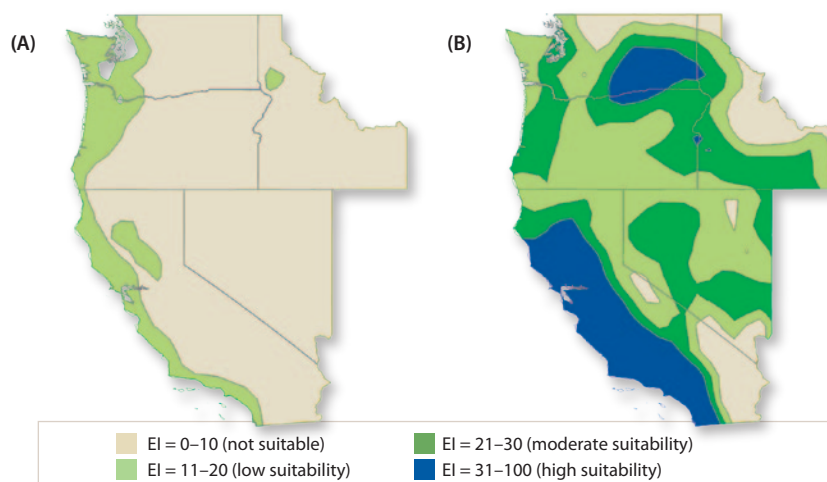 (A)
(B)
EI = 0–10 (not suitable)
EI = 11–20 (low suitability)
EI = 21–30 (moderate suitability)
EI = 31–100 (high suitability)